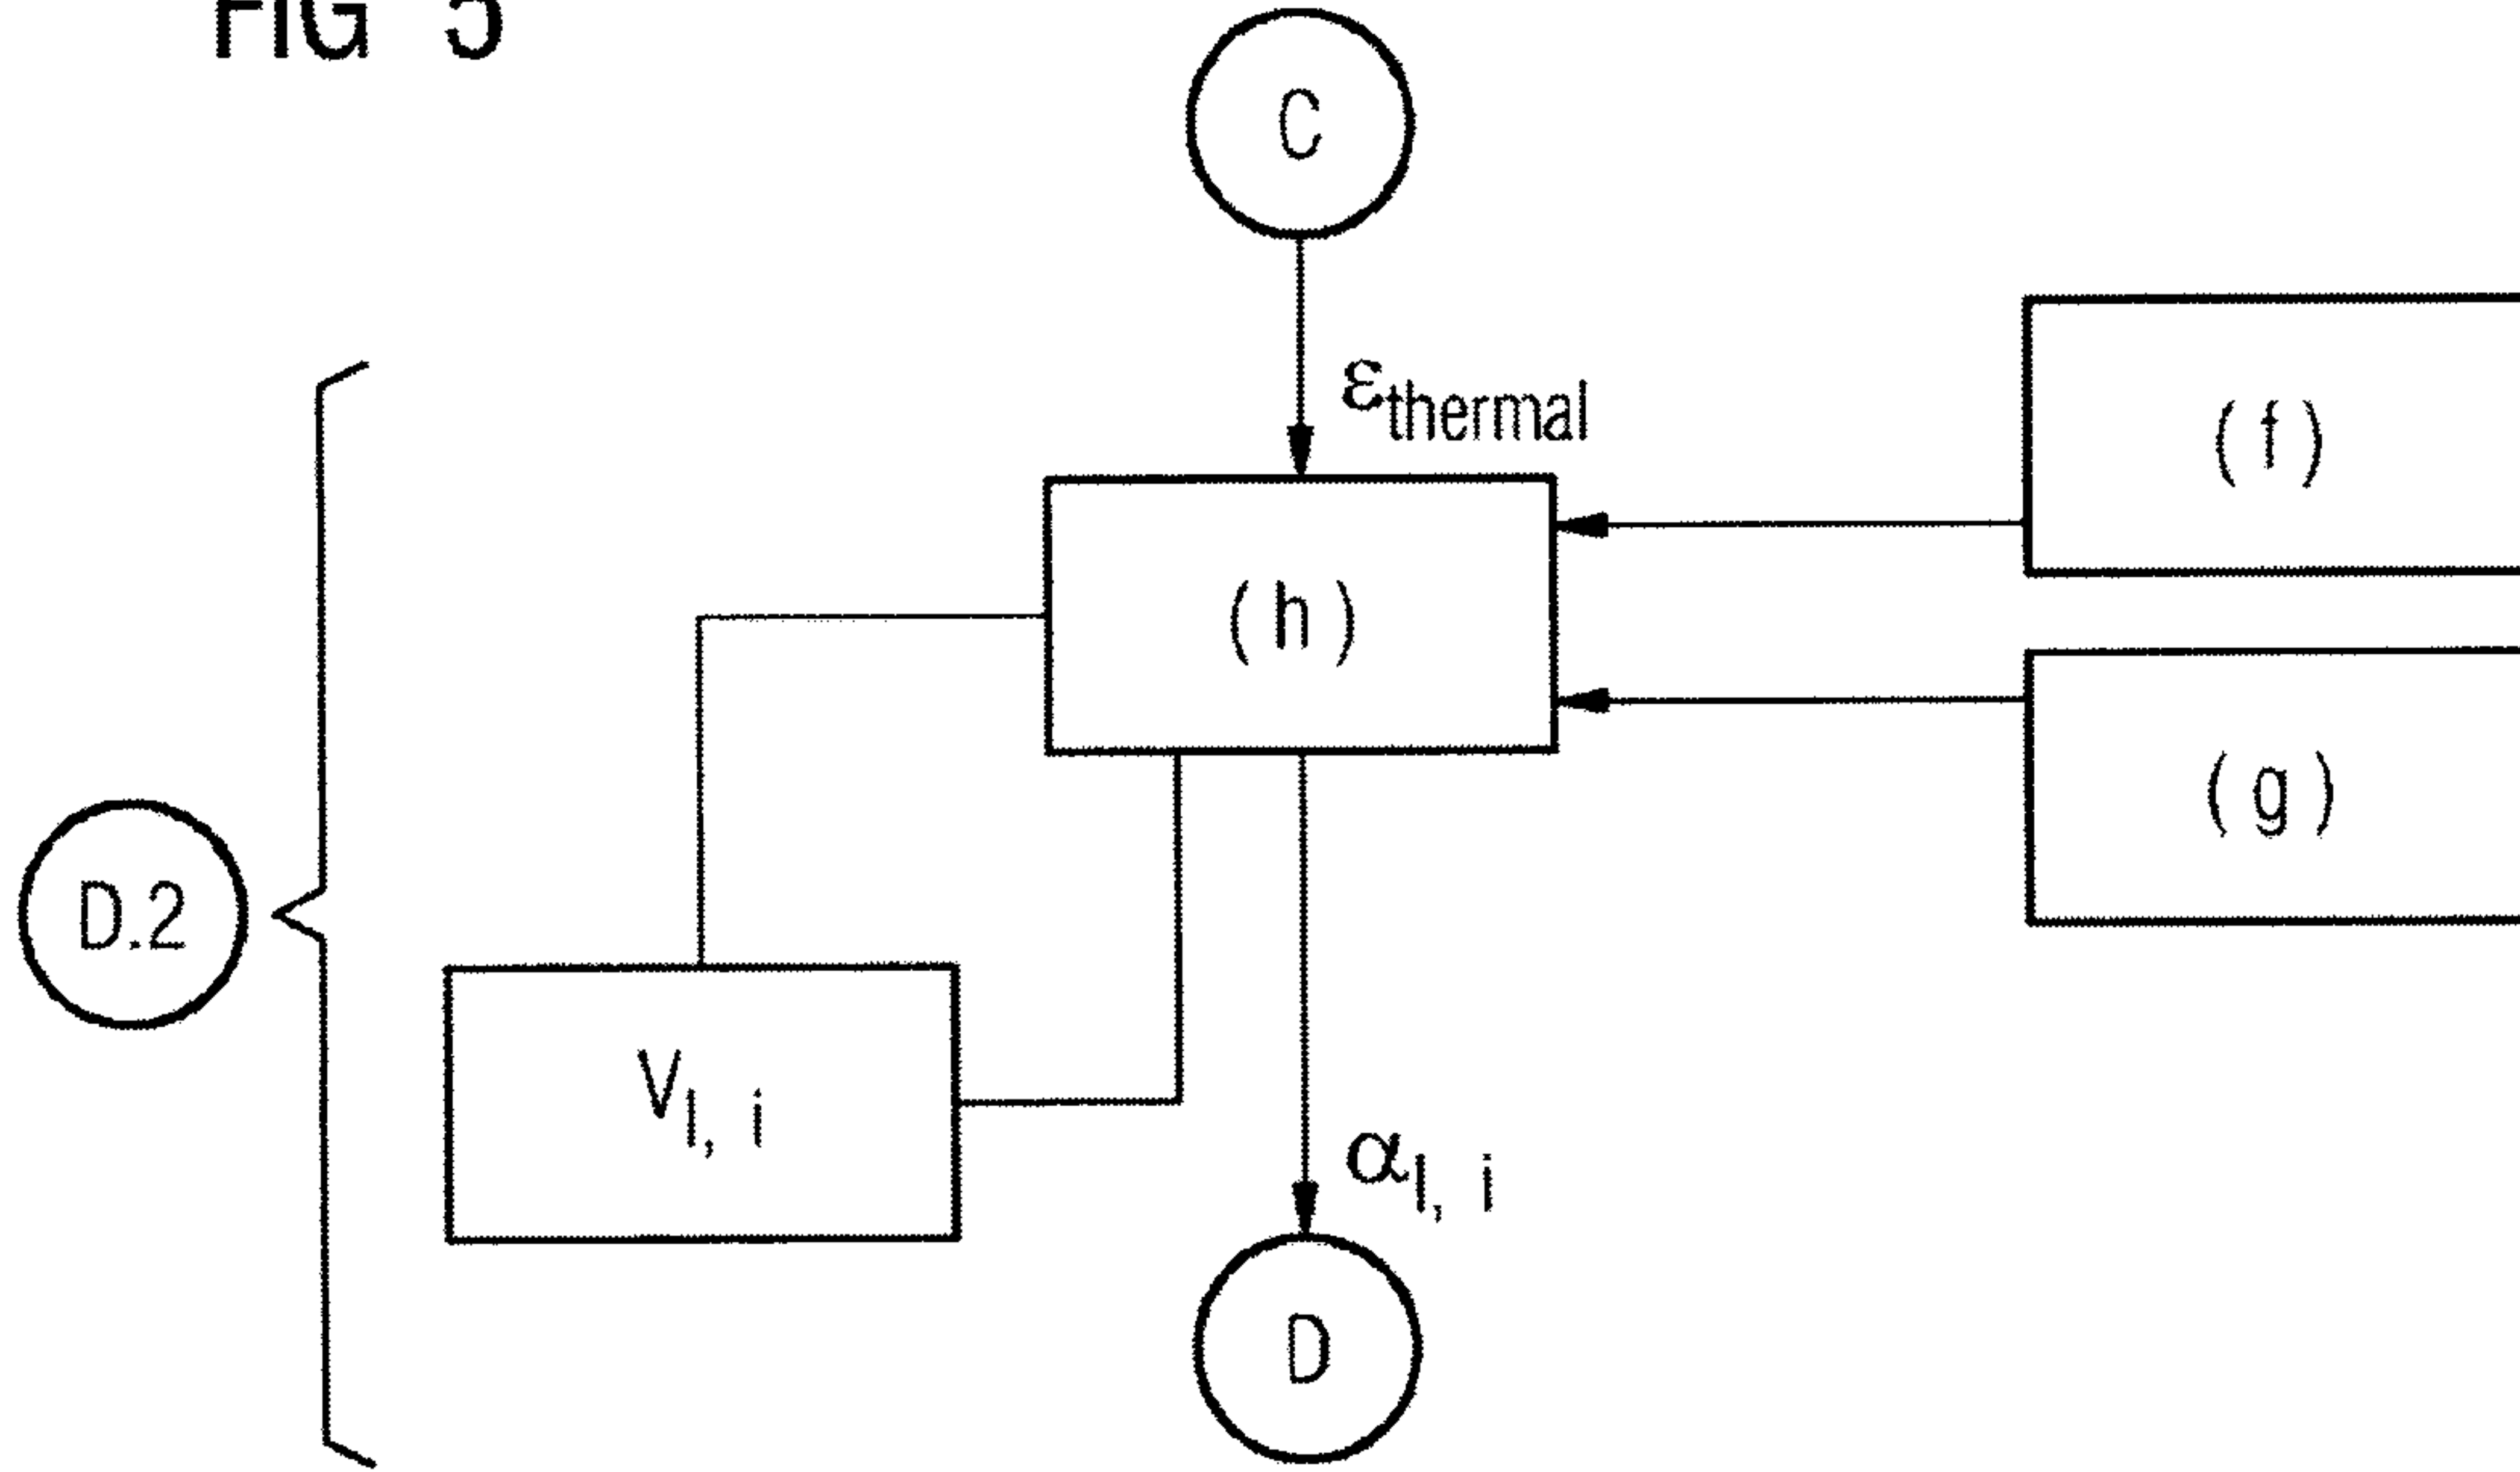 FIG 5
C
εthermal
(f)
(h)
(g)
D.2
Vl, i
αl, i
D